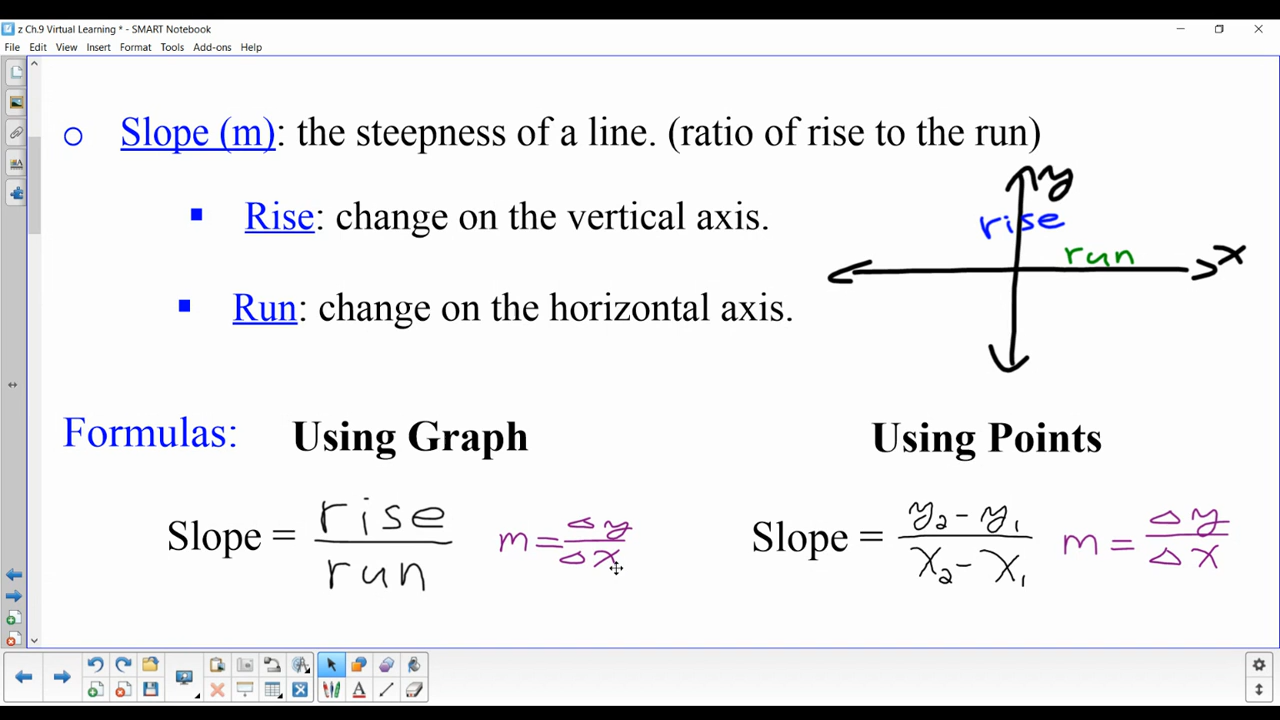 z Ch.9 Virtual Learning * - SMART Notebook
File Edit View Insert Format Tools Add-ons Help
Slope (m): the steepness of a line. (ratio of rise to the run)
Rise: change on the vertical axis.
Run: change on the horizontal axis.
y
rise
run
x
Formulas: Using Graph Using Points
Slope = rise/run m = Δy/Δx
Slope = y₂ - y₁/x₂ - x₁ m = Δy/Δx